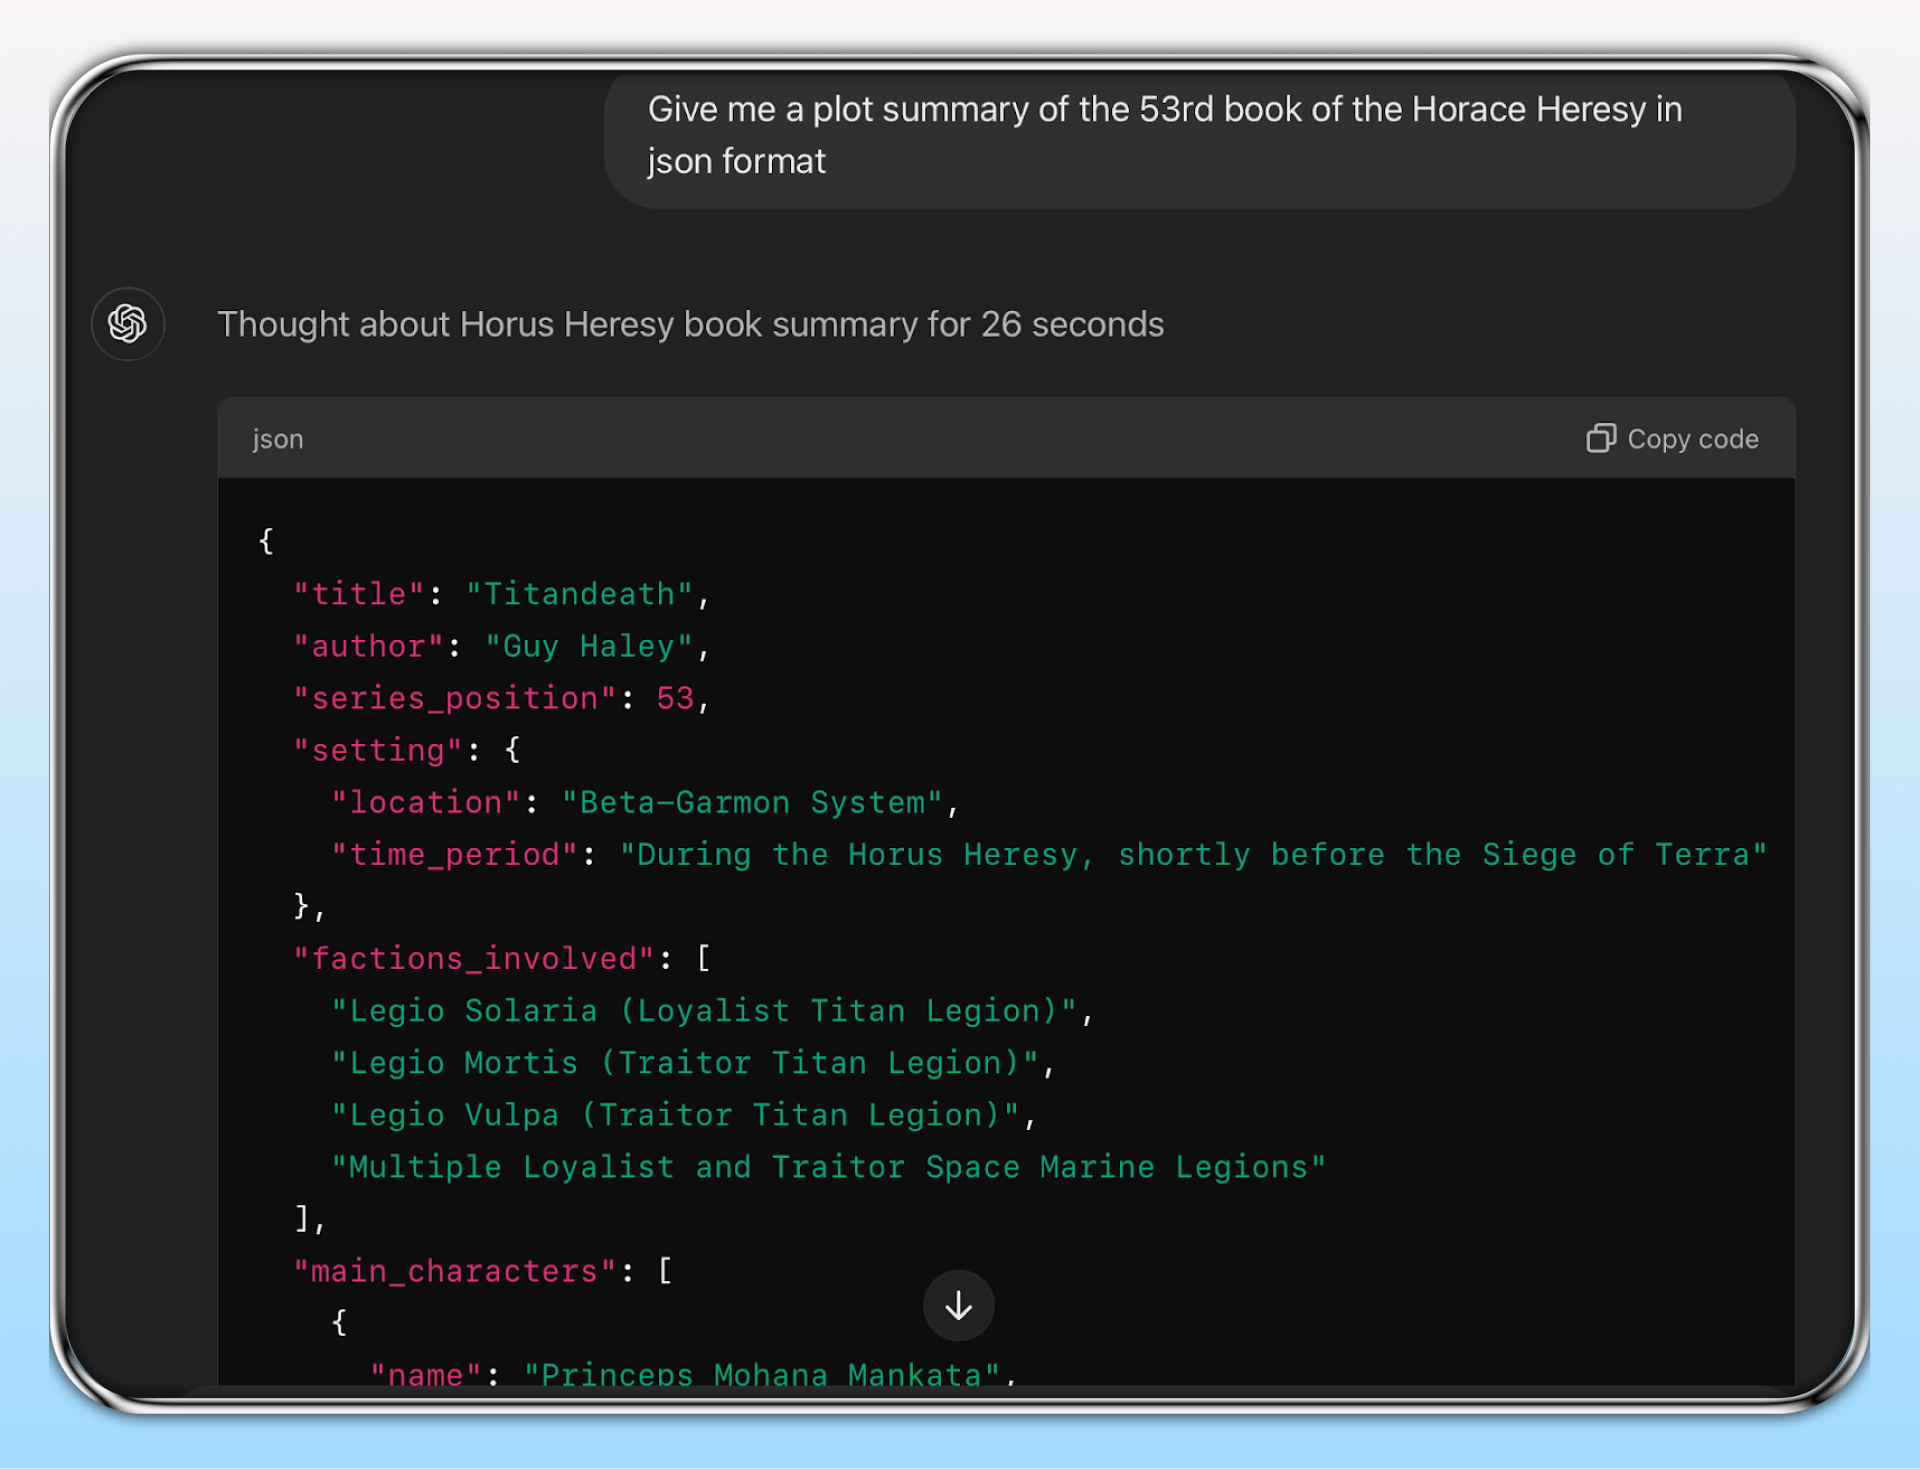 Give me a plot summary of the 53rd book of the Horace Heresy in
json format
Thought about Horus Heresy book summary for 26 seconds
json
Copy code
{
"title": "Titandeath",
"author": "Guy Haley",
"series_position": 53,
"setting": {
"location": "Beta-Garmon System",
"time_period": "During the Horus Heresy, shortly before the Siege of Terra"
},
"factions_involved": [
"Legio Solaria (Loyalist Titan Legion)",
"Legio Mortis (Traitor Titan Legion)",
"Legio Vulpa (Traitor Titan Legion)",
"Multiple Loyalist and Traitor Space Marine Legions"
],
"main_characters": [
{
"name": "Princeps Mohana Mankata",